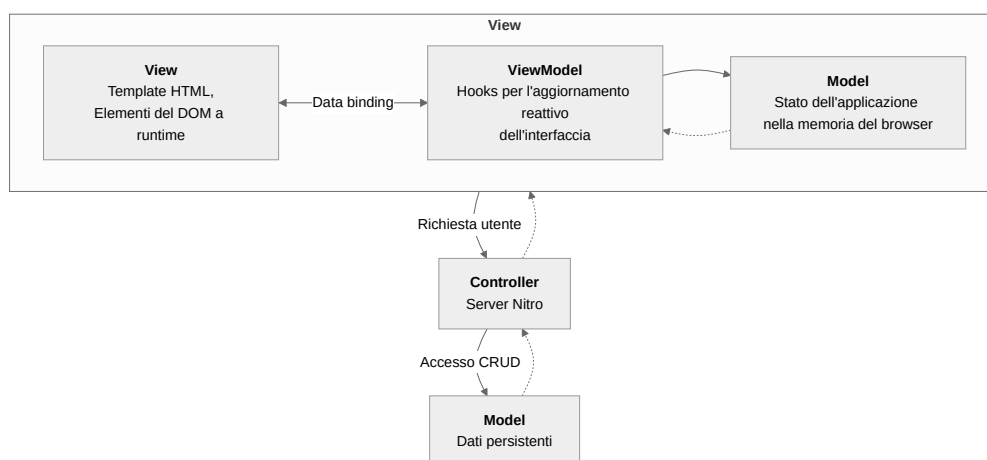 View
View
Template HTML,
Elementi del DOM a
runtime
Data binding
ViewModel
Hooks per l'aggiornamento
reattivo
dell'interfaccia
Model
Stato dell'applicazione
nella memoria del browser
Richiesta utente
Controller
Server Nitro
Accesso CRUD
Model
Dati persistenti